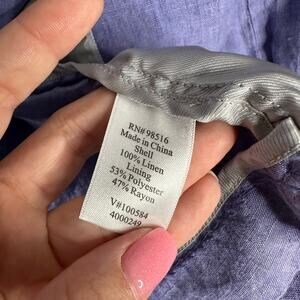 RN# 98516
Made in China
Shell
100% Linen
Lining
53% Polyester
47% Rayon
V#100584
4000249